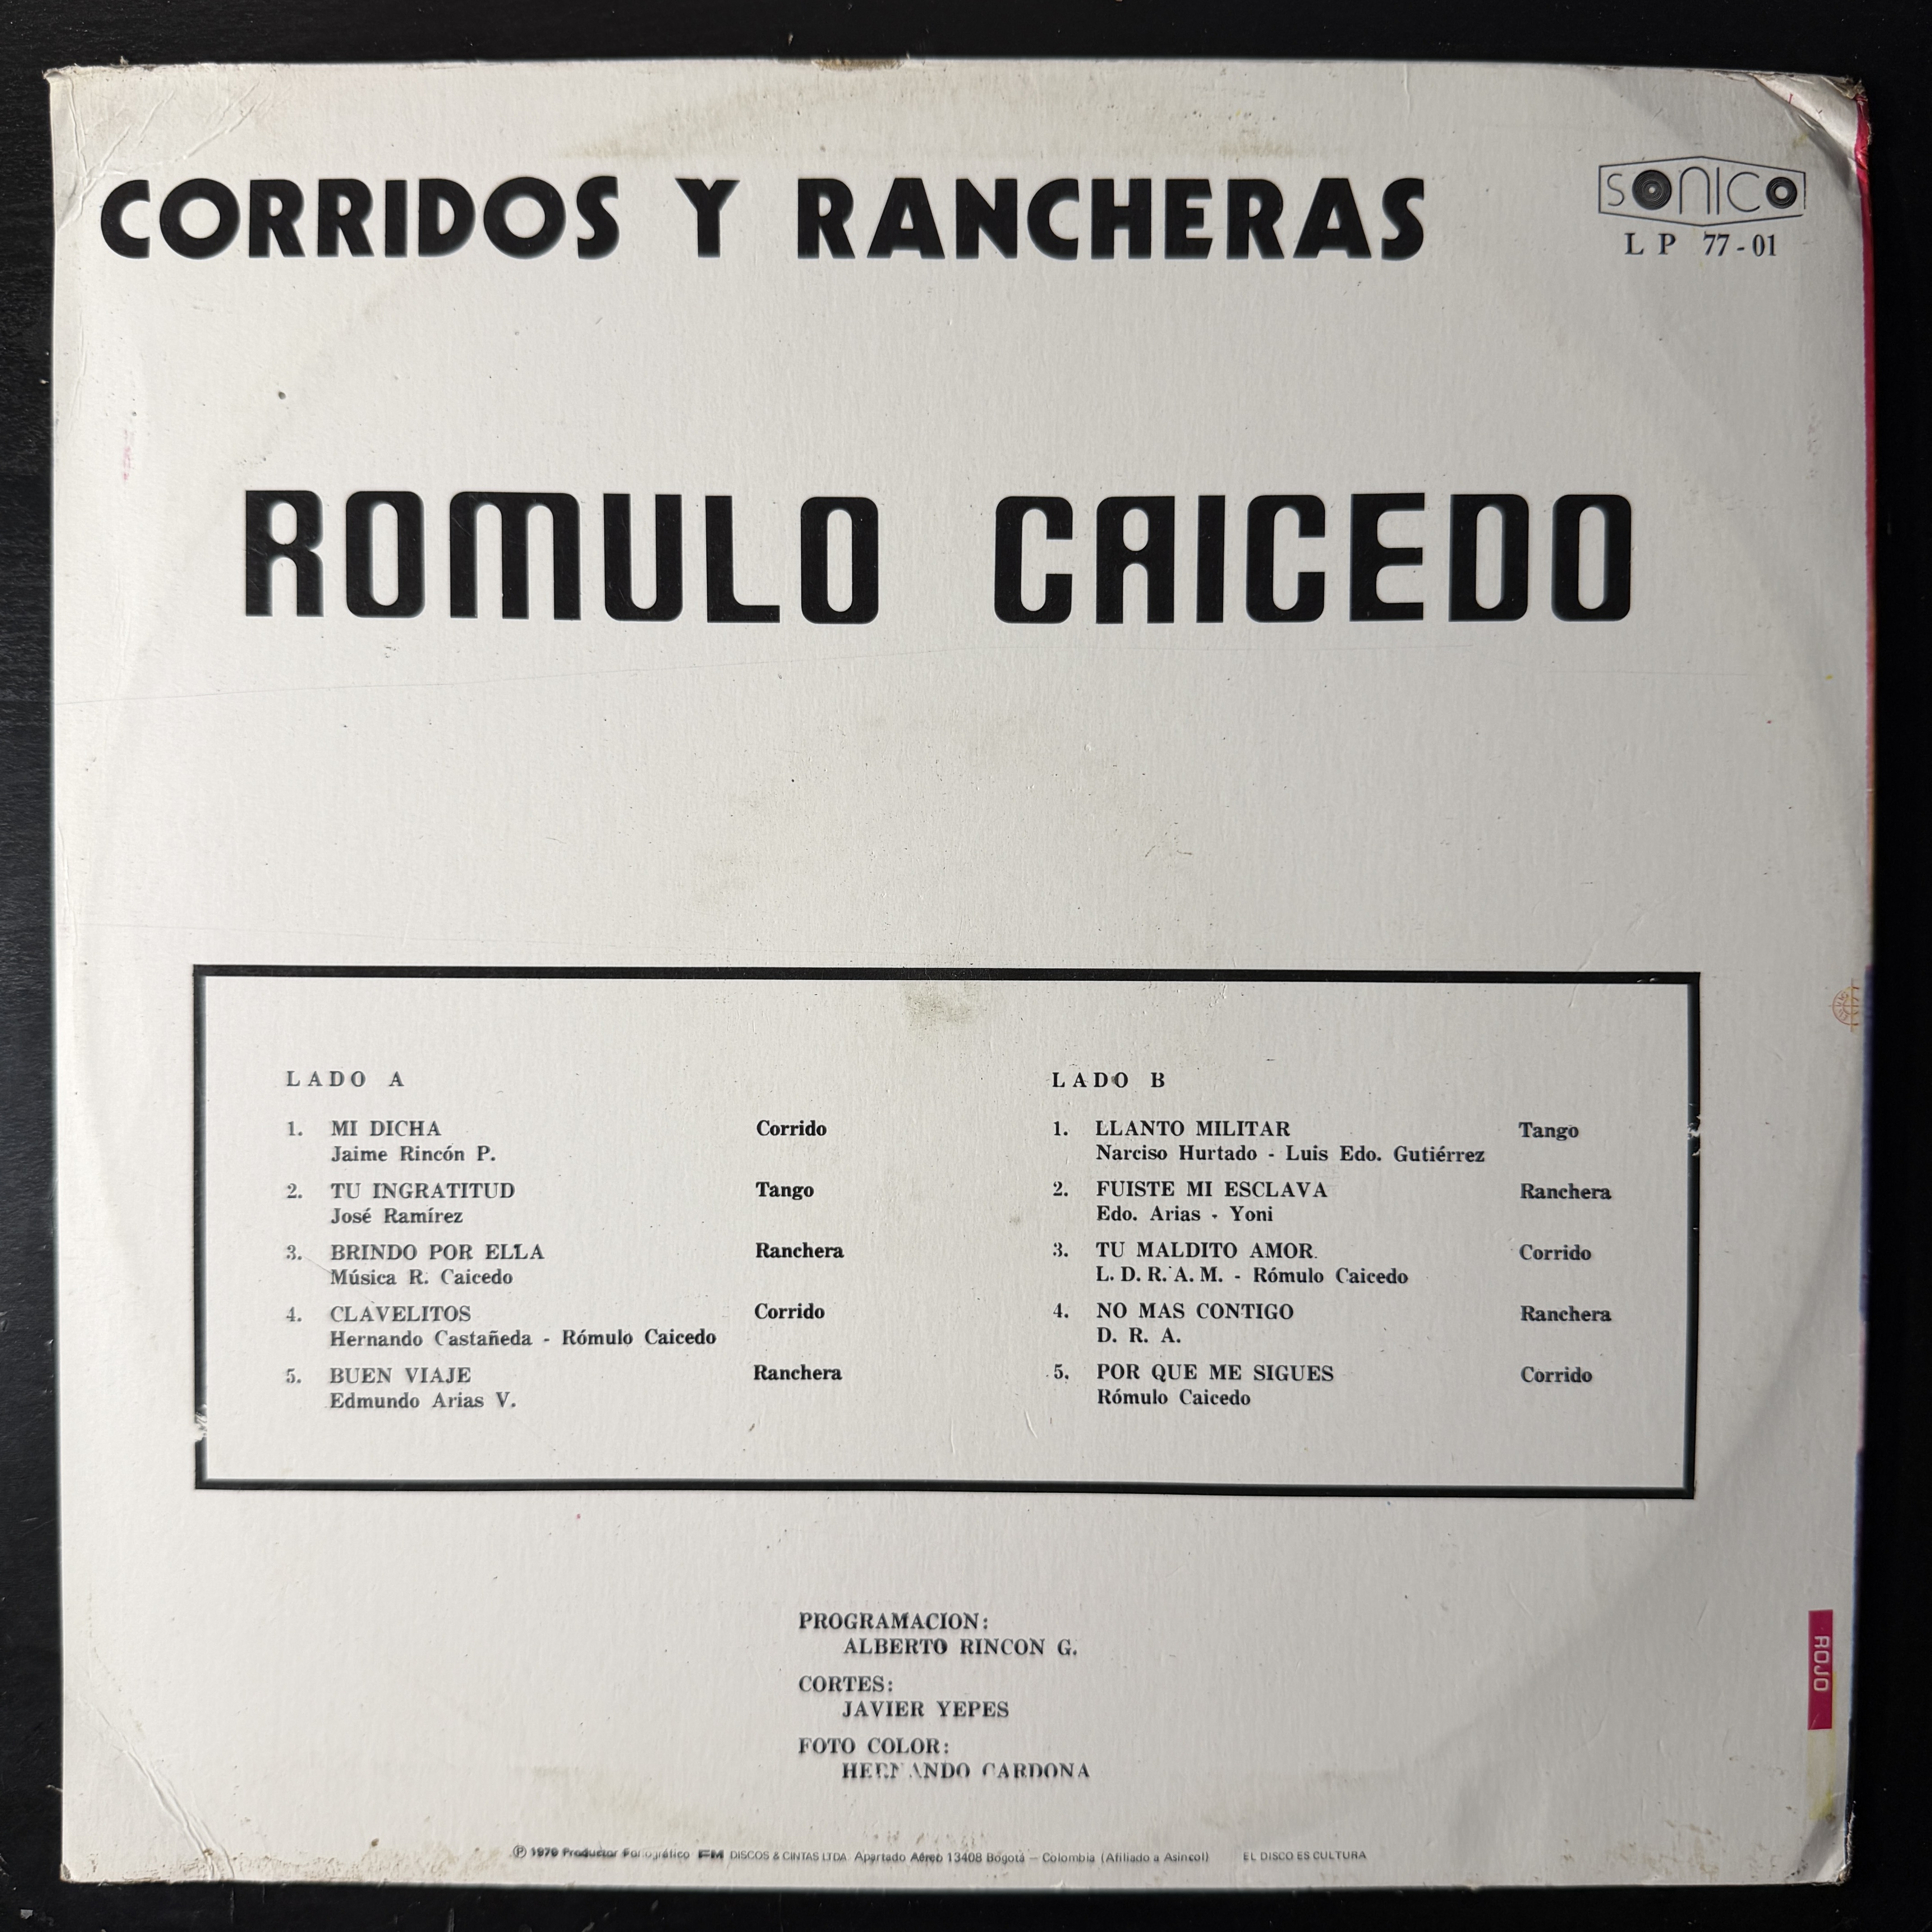 CORRIDOS Y RANCHERAS
SONICO
LP 77-01
ROMULO CAICEDO
LADO A
1. MI DICHA Corrido
Jaime Rincón P.
2. TU INGRATITUD Tango
José Ramírez
3. BRINDO POR ELLA Ranchera
Música R. Caicedo
4. CLAVELITOS Corrido
Hernando Castañeda - Rómulo Caicedo
5. BUEN VIAJE Ranchera
Edmundo Arias V.
LADO B
1. LLANTO MILITAR Tango
Narciso Hurtado - Luis Edo. Gutiérrez
2. FUISTE MI ESCLAVA Ranchera
Edo. Arias - Yoni
3. TU MALDITO AMOR. Corrido
L. D. R. A. M. - Rómulo Caicedo
4. NO MAS CONTIGO Ranchera
D. R. A.
5. POR QUE ME SIGUES Corrido
Rómulo Caicedo
PROGRAMACION:
ALBERTO RINCON G.
CORTES:
JAVIER YEPES
FOTO COLOR:
HERNANDO CARDONA
ROJO
Ⓟ 1979 Productor Fonográfico FM DISCOS & CINTAS LTDA. Apartado Aéreo 13408 Bogotá - Colombia (Afiliado a Asincol) EL DISCO ES CULTURA